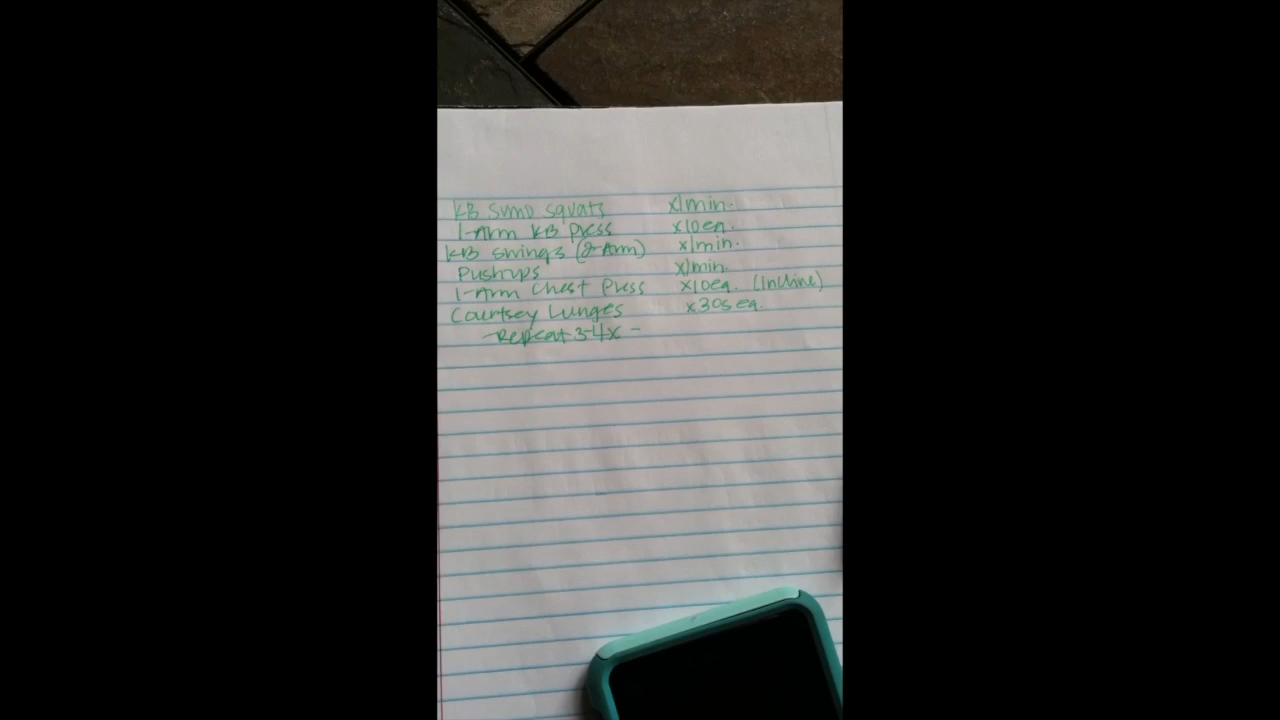 KB Sumo squats x1min.
1-Arm KB press x10ea.
KB swings (2-Arm) x1min.
Pushups x1min.
1-Arm Chest Press x10ea. (Incline)
Courtsey Lunges x30s ea.
-Repeat 3-4x -